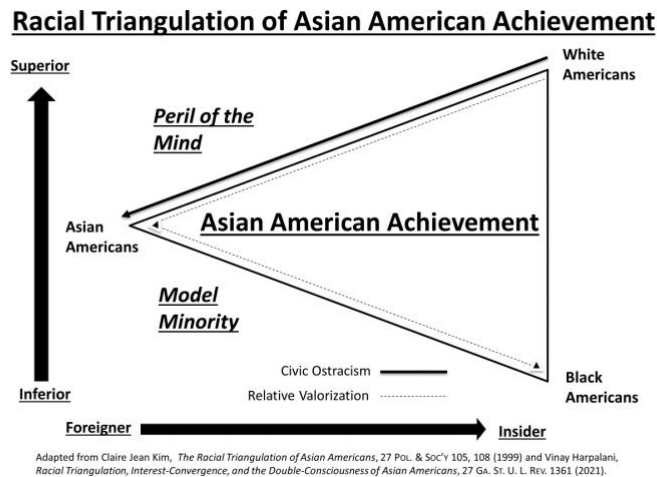 Racial Triangulation of Asian American Achievement
Superior
White
Americans
Peril of the
Mind
Asian
Americans
Asian American Achievement
Model
Minority
Civic Ostracism
Relative Valorization
Black
Americans
Inferior
Foreigner
Insider
Adapted from Claire Jean Kim, The Racial Triangulation of Asian Americans, 27 POL. & SOC'Y 105, 108 (1999) and Vinay Harpalani,
Racial Triangulation, Interest-Convergence, and the Double-Consciousness of Asian Americans, 27 GA. ST. U. L. REV. 1361 (2021).